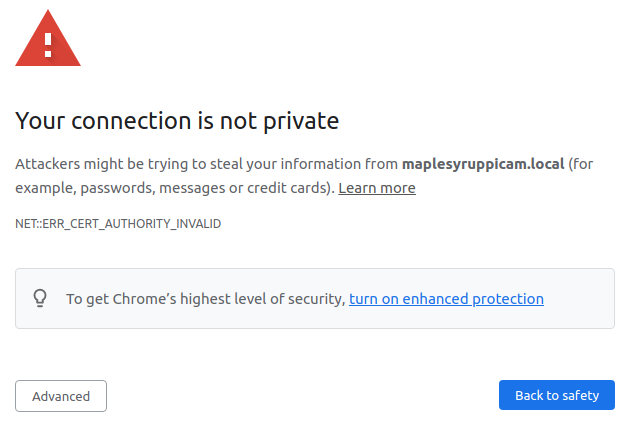 Your connection is not private
Attackers might be trying to steal your information from maplesyruppicam.local (for
example, passwords, messages or credit cards). Learn more
NET::ERR_CERT_AUTHORITY_INVALID
To get Chrome’s highest level of security, turn on enhanced protection
Advanced
Back to safety